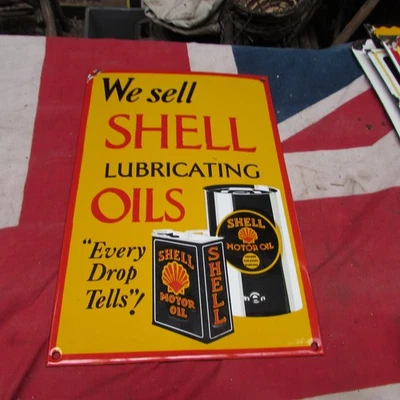 We sell
SHELL
LUBRICATING
OILS
"Every
Drop
Tells"!
SHELL
MOTOR
OIL
SHELL
SHELL
MOTOR OIL